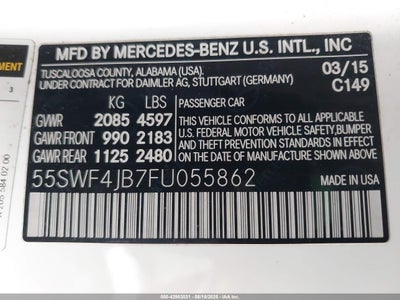 MFD BY MERCEDES-BENZ U.S. INTL., INC
TUSCALOOSA COUNTY, ALABAMA (USA). 03/15
UNDER CONTRACT FOR DAIMLER AG, STUTTGART (GERMANY) C149
KG LBS PASSENGER CAR
GVWR 2085 4597
GAWR FRONT 990 2183
GAWR REAR 1125 2480
THIS VEHICLE CONFORMS TO ALL APPLICABLE U.S. FEDERAL MOTOR VEHICLE SAFETY, BUMPER AND THEFT PREVENTION STANDARDS IN EFFECT ON THE DATE OF MANUFACTURE SHOWN ABOVE.
55SWF4JB7FU055862
MADE IN USA
MENT
3